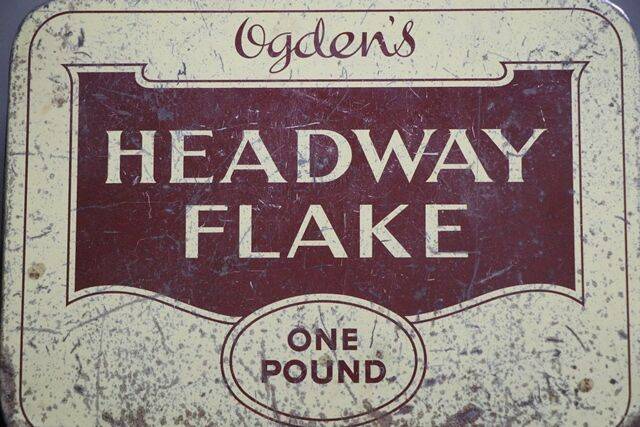 Ogden's
HEADWAY
FLAKE
ONE
POUND